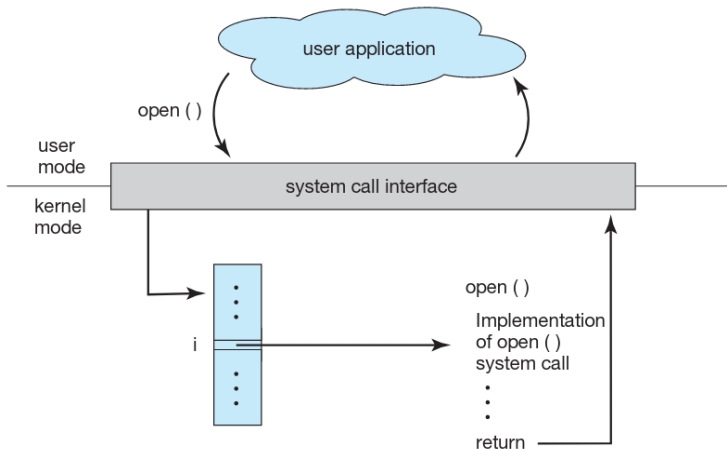 user application
open ( )
user
mode
system call interface
kernel
mode
open ( )
i
Implementation
of open ( )
system call
return